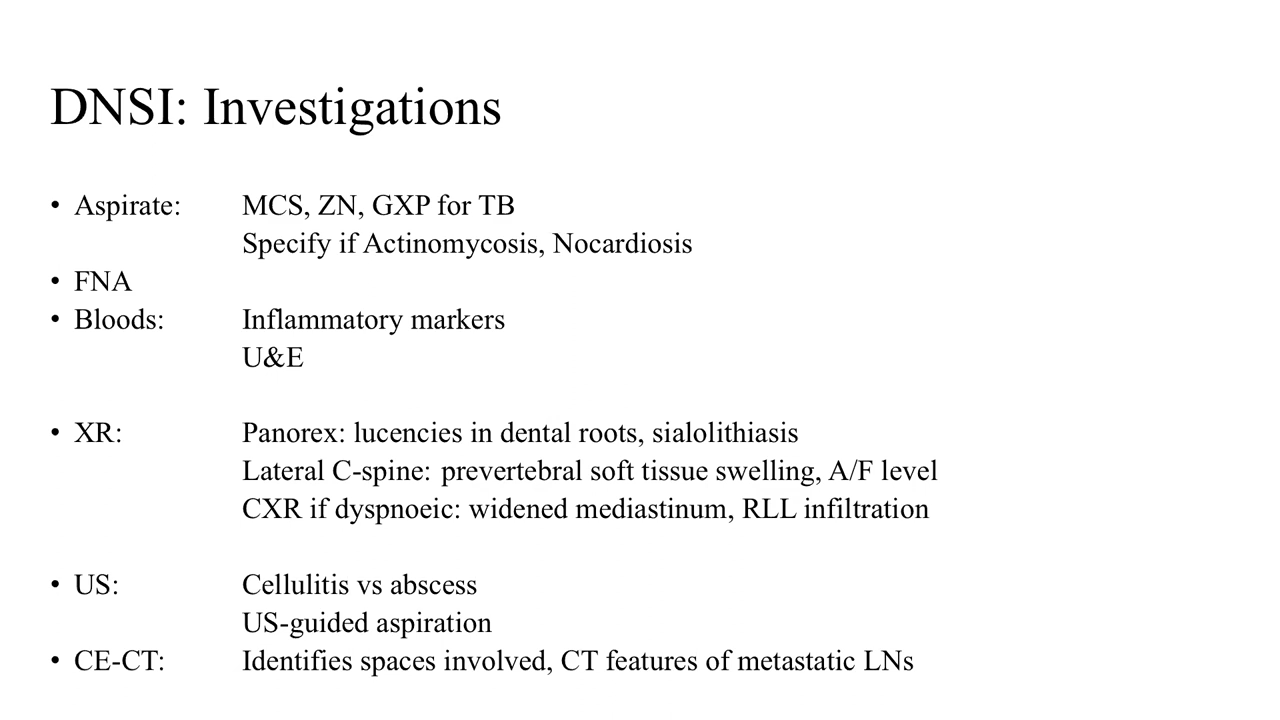 DNSI: Investigations
• Aspirate: MCS, ZN, GXP for TB
Specify if Actinomycosis, Nocardiosis
• FNA
• Bloods: Inflammatory markers
U&E
• XR: Panorex: lucencies in dental roots, sialolithiasis
Lateral C-spine: prevertebral soft tissue swelling, A/F level
CXR if dyspnoeic: widened mediastinum, RLL infiltration
• US: Cellulitis vs abscess
US-guided aspiration
• CE-CT: Identifies spaces involved, CT features of metastatic LNs